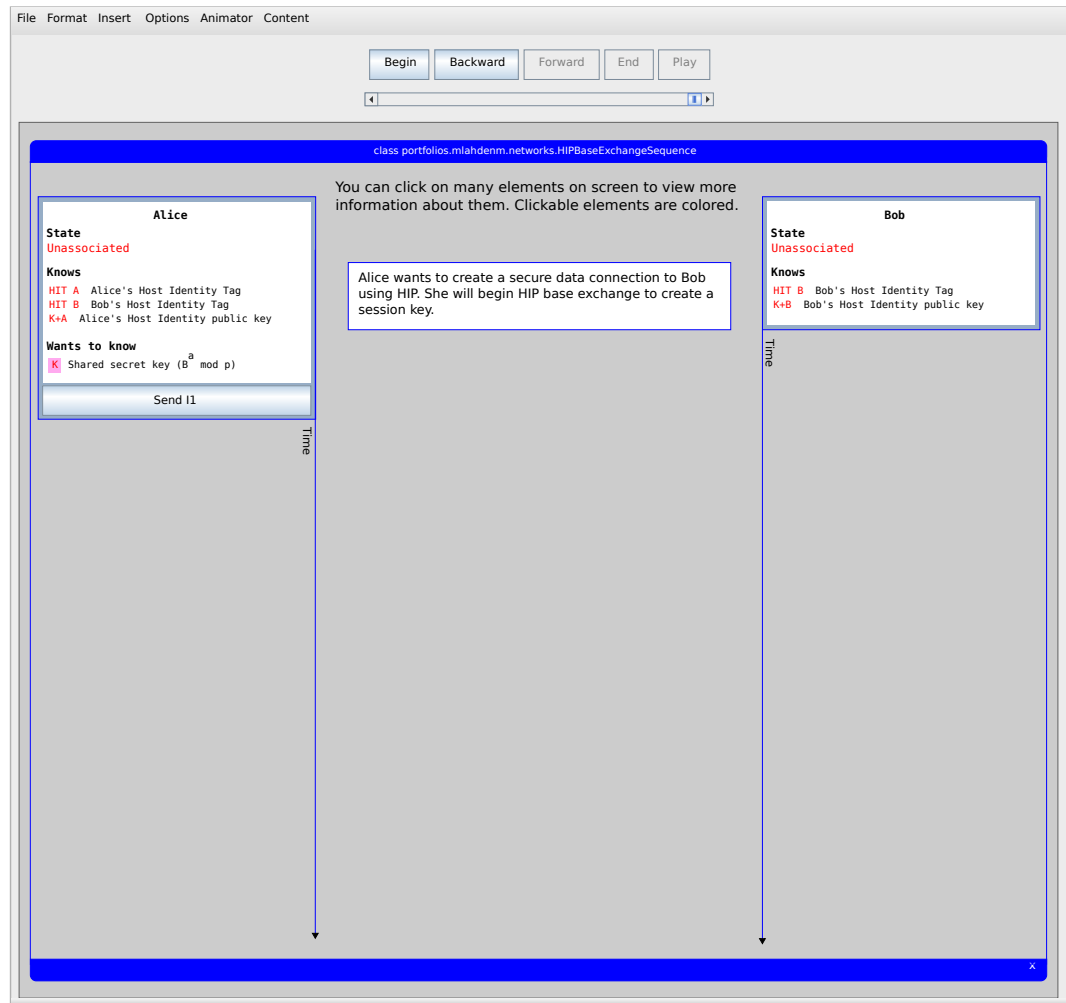 File Format Insert Options Animator Content
Begin Backward Forward End Play
class portfolios.mlahdenm.networks.HIPBaseExchangeSequence
You can click on many elements on screen to view more
information about them. Clickable elements are colored.
Alice
State
Unassociated
Knows
HIT A Alice's Host Identity Tag
HIT B Bob's Host Identity Tag
K+A Alice's Host Identity public key
Wants to know
K Shared secret key (B^a mod p)
Send I1
Time
Alice wants to create a secure data connection to Bob
using HIP. She will begin HIP base exchange to create a
session key.
Bob
State
Unassociated
Knows
HIT B Bob's Host Identity Tag
K+B Bob's Host Identity public key
Time